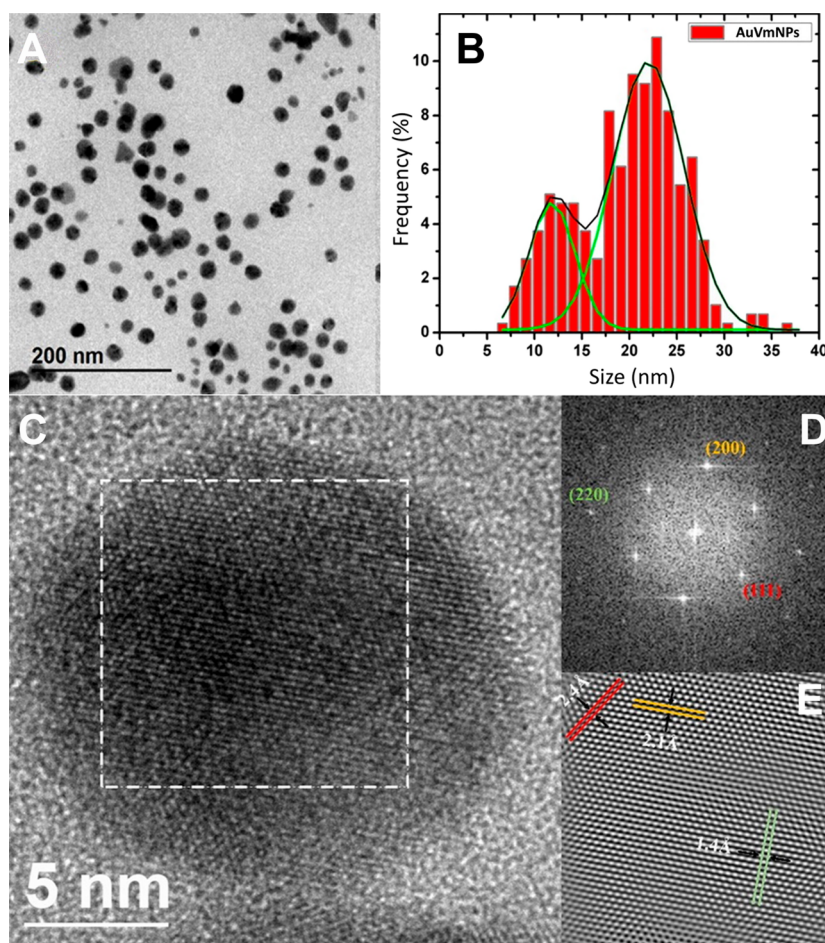 A
200 nm
B
AuVmNPs
Frequency (%)
10
8
6
4
2
0
0 5 10 15 20 25 30 35 40
Size (nm)
C
5 nm
D
(200)
(220)
(111)
E
2.4Å
2.1Å
1.4Å